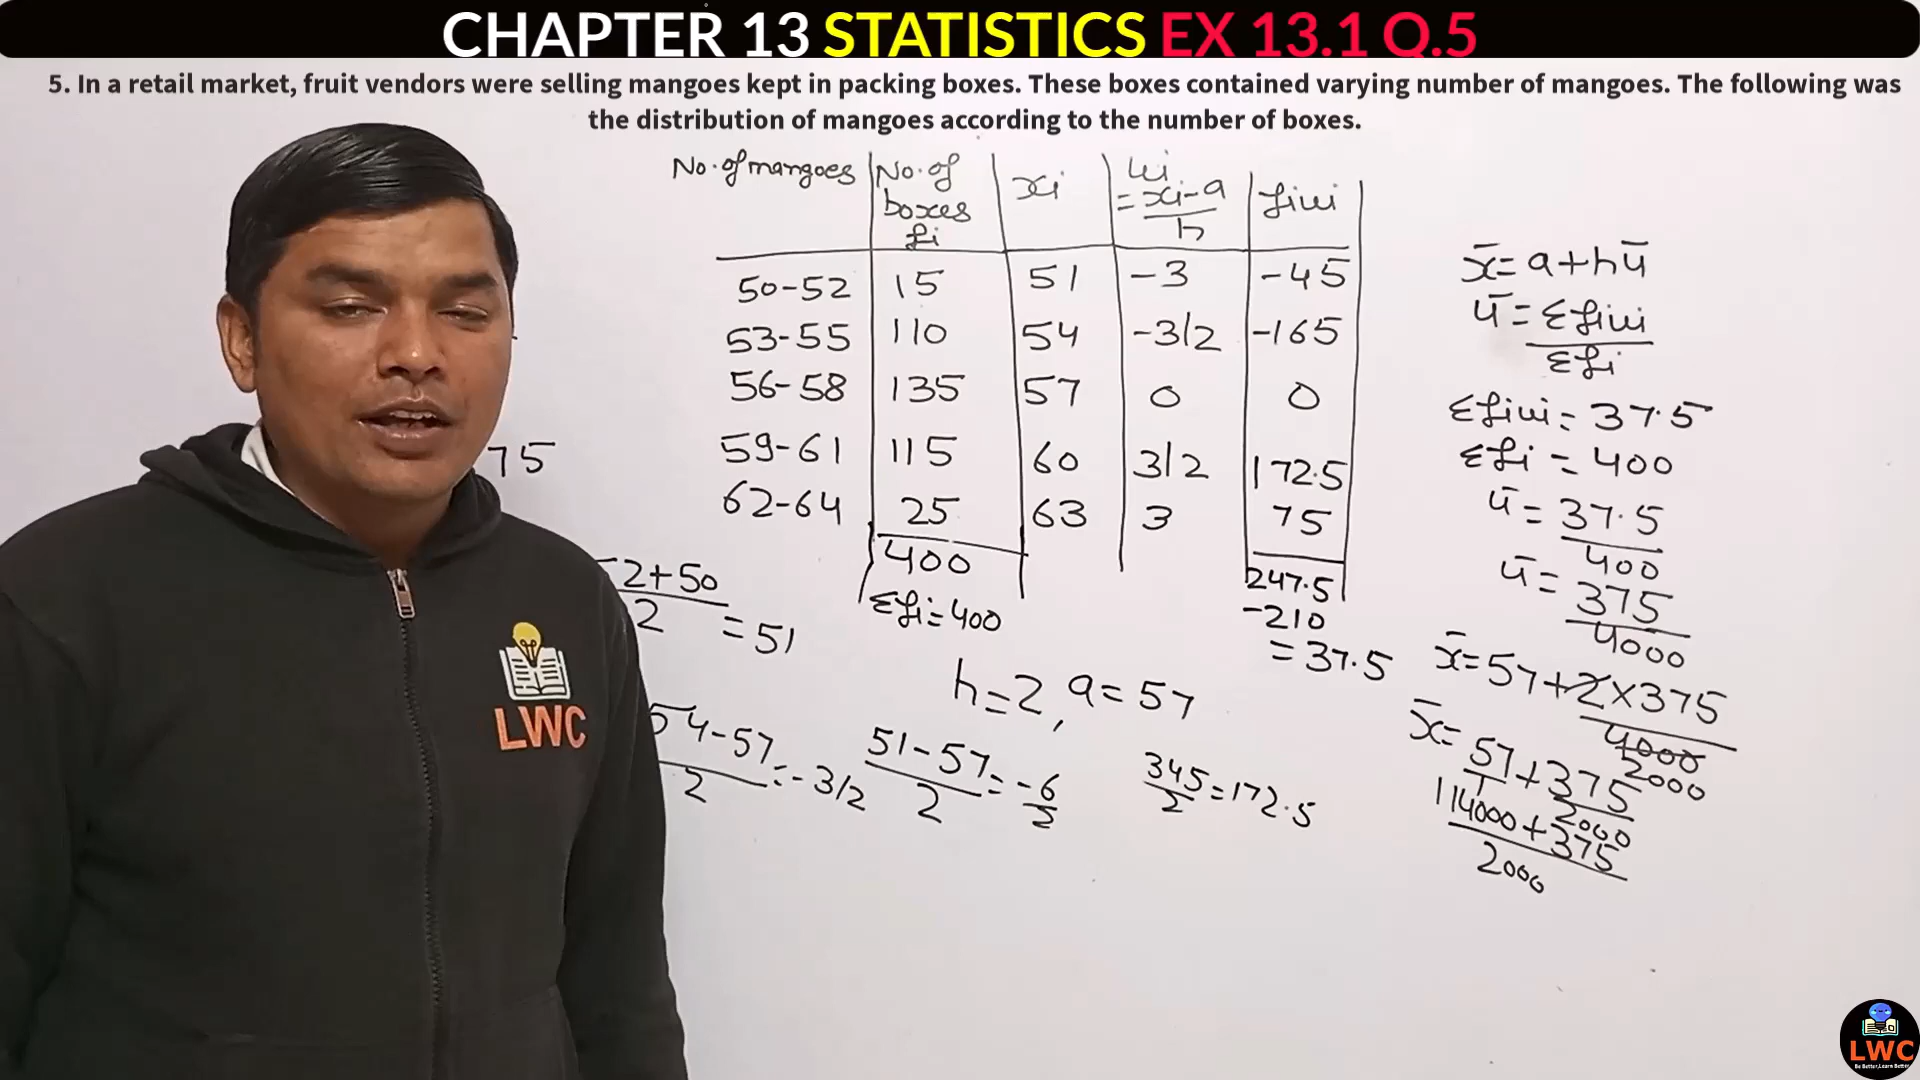 CHAPTER 13 STATISTICS EX 13.1 Q.5
5. In a retail market, fruit vendors were selling mangoes kept in packing boxes. These boxes contained varying number of mangoes. The following was
the distribution of mangoes according to the number of boxes.
No. of mangoes No. of boxes fi xi ui = xi-a/h fiui
50-52 15 51 -3 -45
53-55 110 54 -3/2 -165
56-58 135 57 0 0
59-61 115 60 3/2 172.5
62-64 25 63 3 75
400 247.5
Σfi=400 -210
= 37.5
h=2, a=57
75
2+50/2 = 51
54-57/2 = -3/2
51-57/2 = -6/2
345/2 = 172.5
x̄ = a+hū
ū = Σfiui/Σfi
Σfiui = 37.5
Σfi = 400
ū = 37.5/400
ū = 375/4000
x̄ = 57+2×375/4000
2000
x̄ = 57/1+375/2000
114000+375/2000
LWC
LWC
Be Better, Learn Better